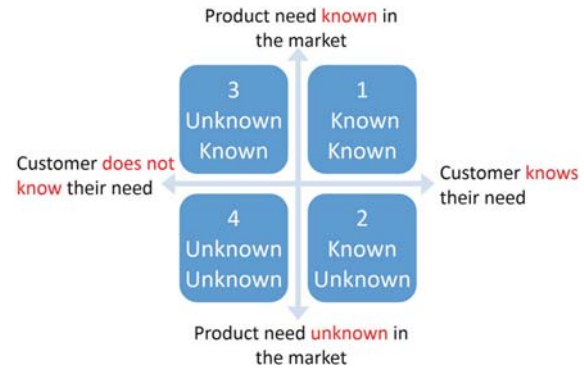 Product need known in
the market
3
Unknown
Known
1
Known
Known
Customer does not
know their need
Customer knows
their need
4
Unknown
Unknown
2
Known
Unknown
Product need unknown in
the market